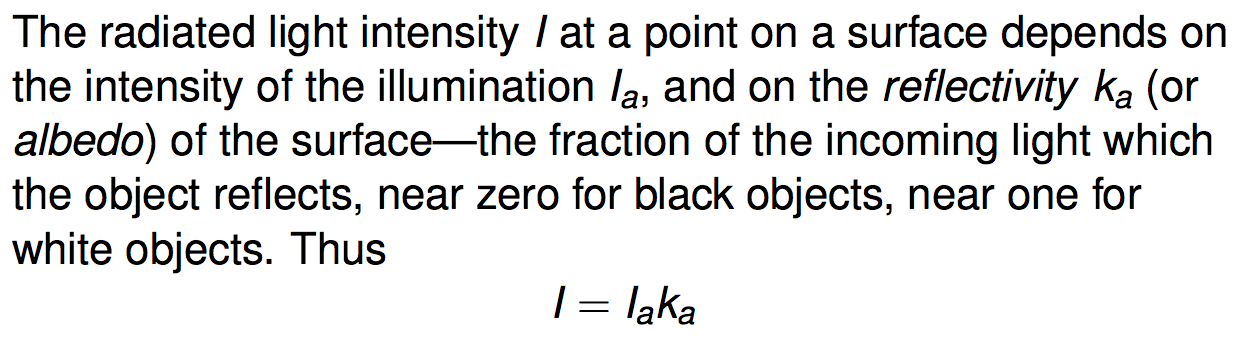 The radiated light intensity I at a point on a surface depends on
the intensity of the illumination Iₐ, and on the reflectivity kₐ (or
albedo) of the surface—the fraction of the incoming light which
the object reflects, near zero for black objects, near one for
white objects. Thus
I = Iₐkₐ